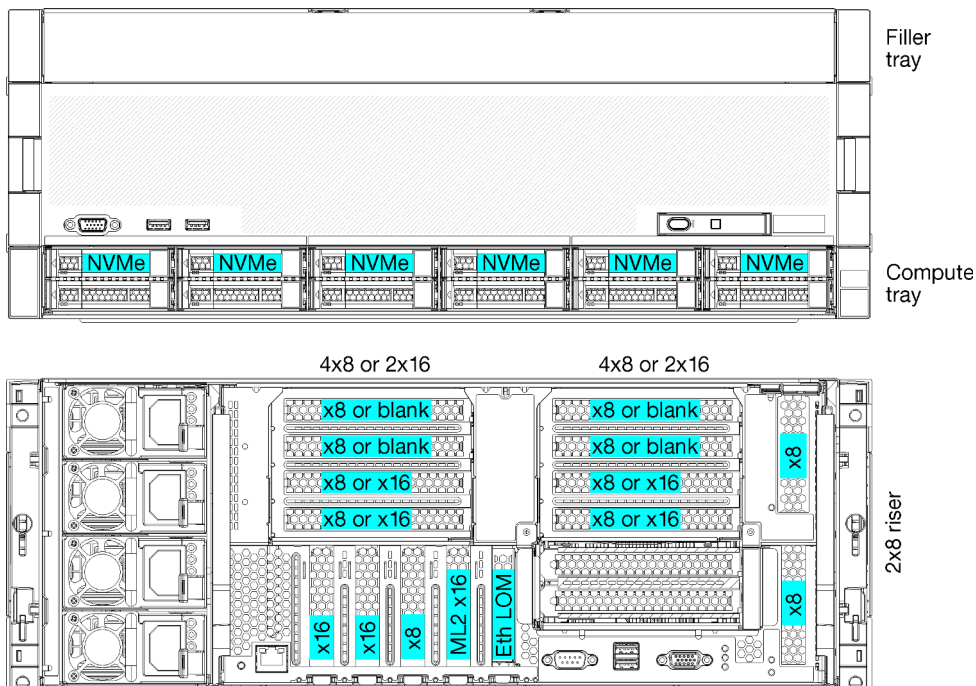 Filler
tray
NVMe NVMe NVMe NVMe NVMe NVMe
Compute
tray
4x8 or 2x16 4x8 or 2x16
x8 or blank x8 or blank
x8 or blank x8 or blank
x8 or x16 x8 or x16
x8 or x16 x8 or x16
x8
2x8 riser
x16
x16
x8
ML2 x16
Eth LOM
x8